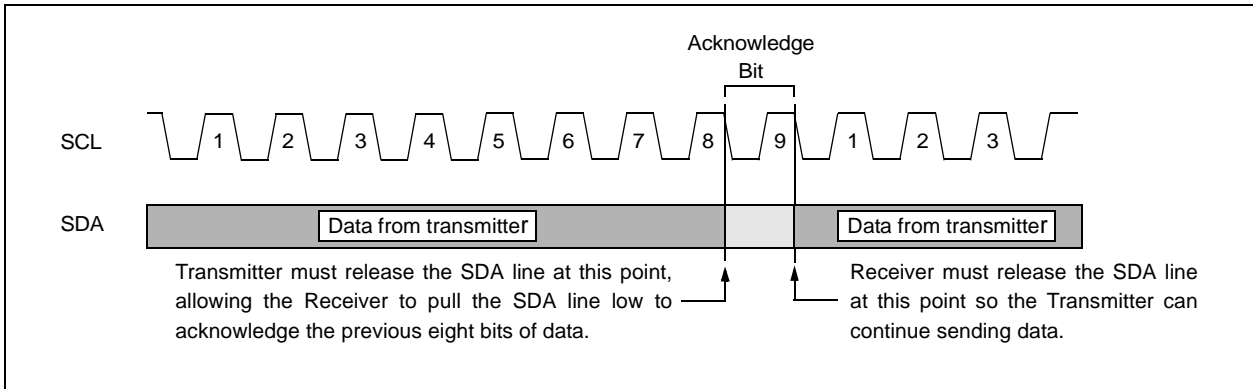 Acknowledge
Bit
SCL
1 2 3 4 5 6 7 8 9 1 2 3
SDA
Data from transmitter Data from transmitter
Transmitter must release the SDA line at this point,
allowing the Receiver to pull the SDA line low to
acknowledge the previous eight bits of data.
Receiver must release the SDA line
at this point so the Transmitter can
continue sending data.